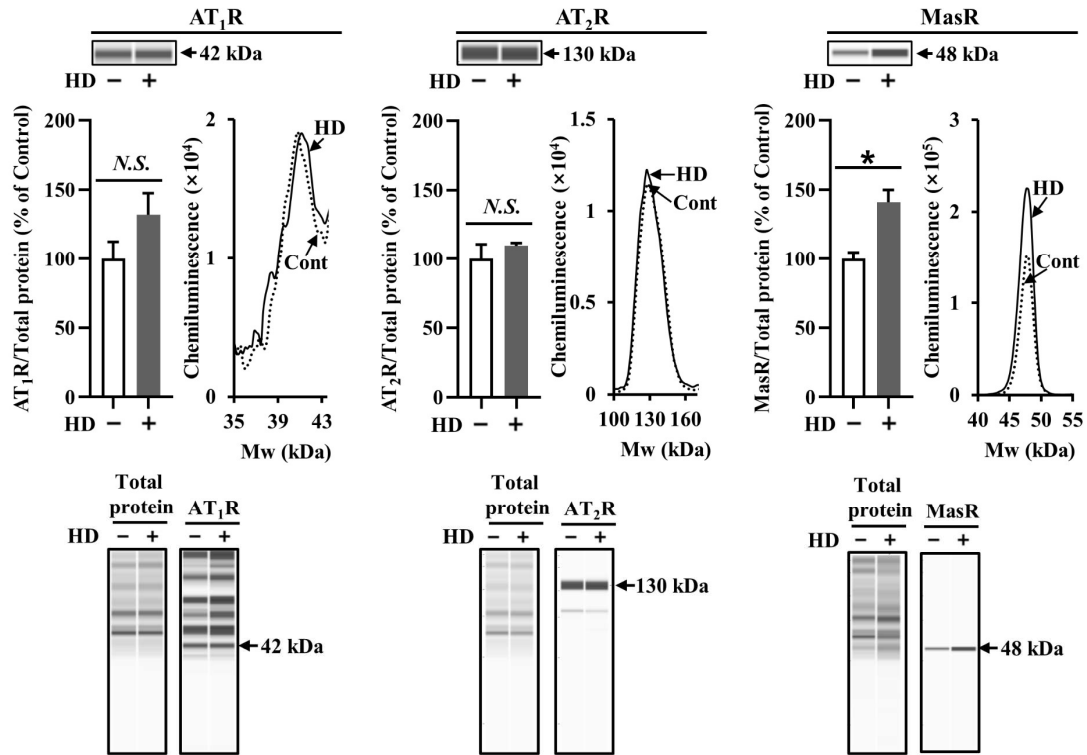 AT₁R
42 kDa
HD − +
AT₁R/Total protein (% of Control)
200
150
100
50
0
N.S.
HD − +
Chemiluminescence (×10⁴)
2
1
0
HD
Cont
35 39 43
Mw (kDa)
AT₂R
130 kDa
HD − +
AT₂R/Total protein (% of Control)
200
150
100
50
0
N.S.
HD − +
Chemiluminescence (×10⁴)
1.5
1
0.5
0
HD
Cont
100 130 160
Mw (kDa)
MasR
48 kDa
HD − +
MasR/Total protein (% of Control)
200
150
100
50
0
*
HD − +
Chemiluminescence (×10⁵)
3
2
1
0
HD
Cont
40 45 50 55
Mw (kDa)
Total
protein AT₁R
HD − + − +
42 kDa
Total
protein AT₂R
HD − + − +
130 kDa
Total
protein MasR
HD − + − +
48 kDa